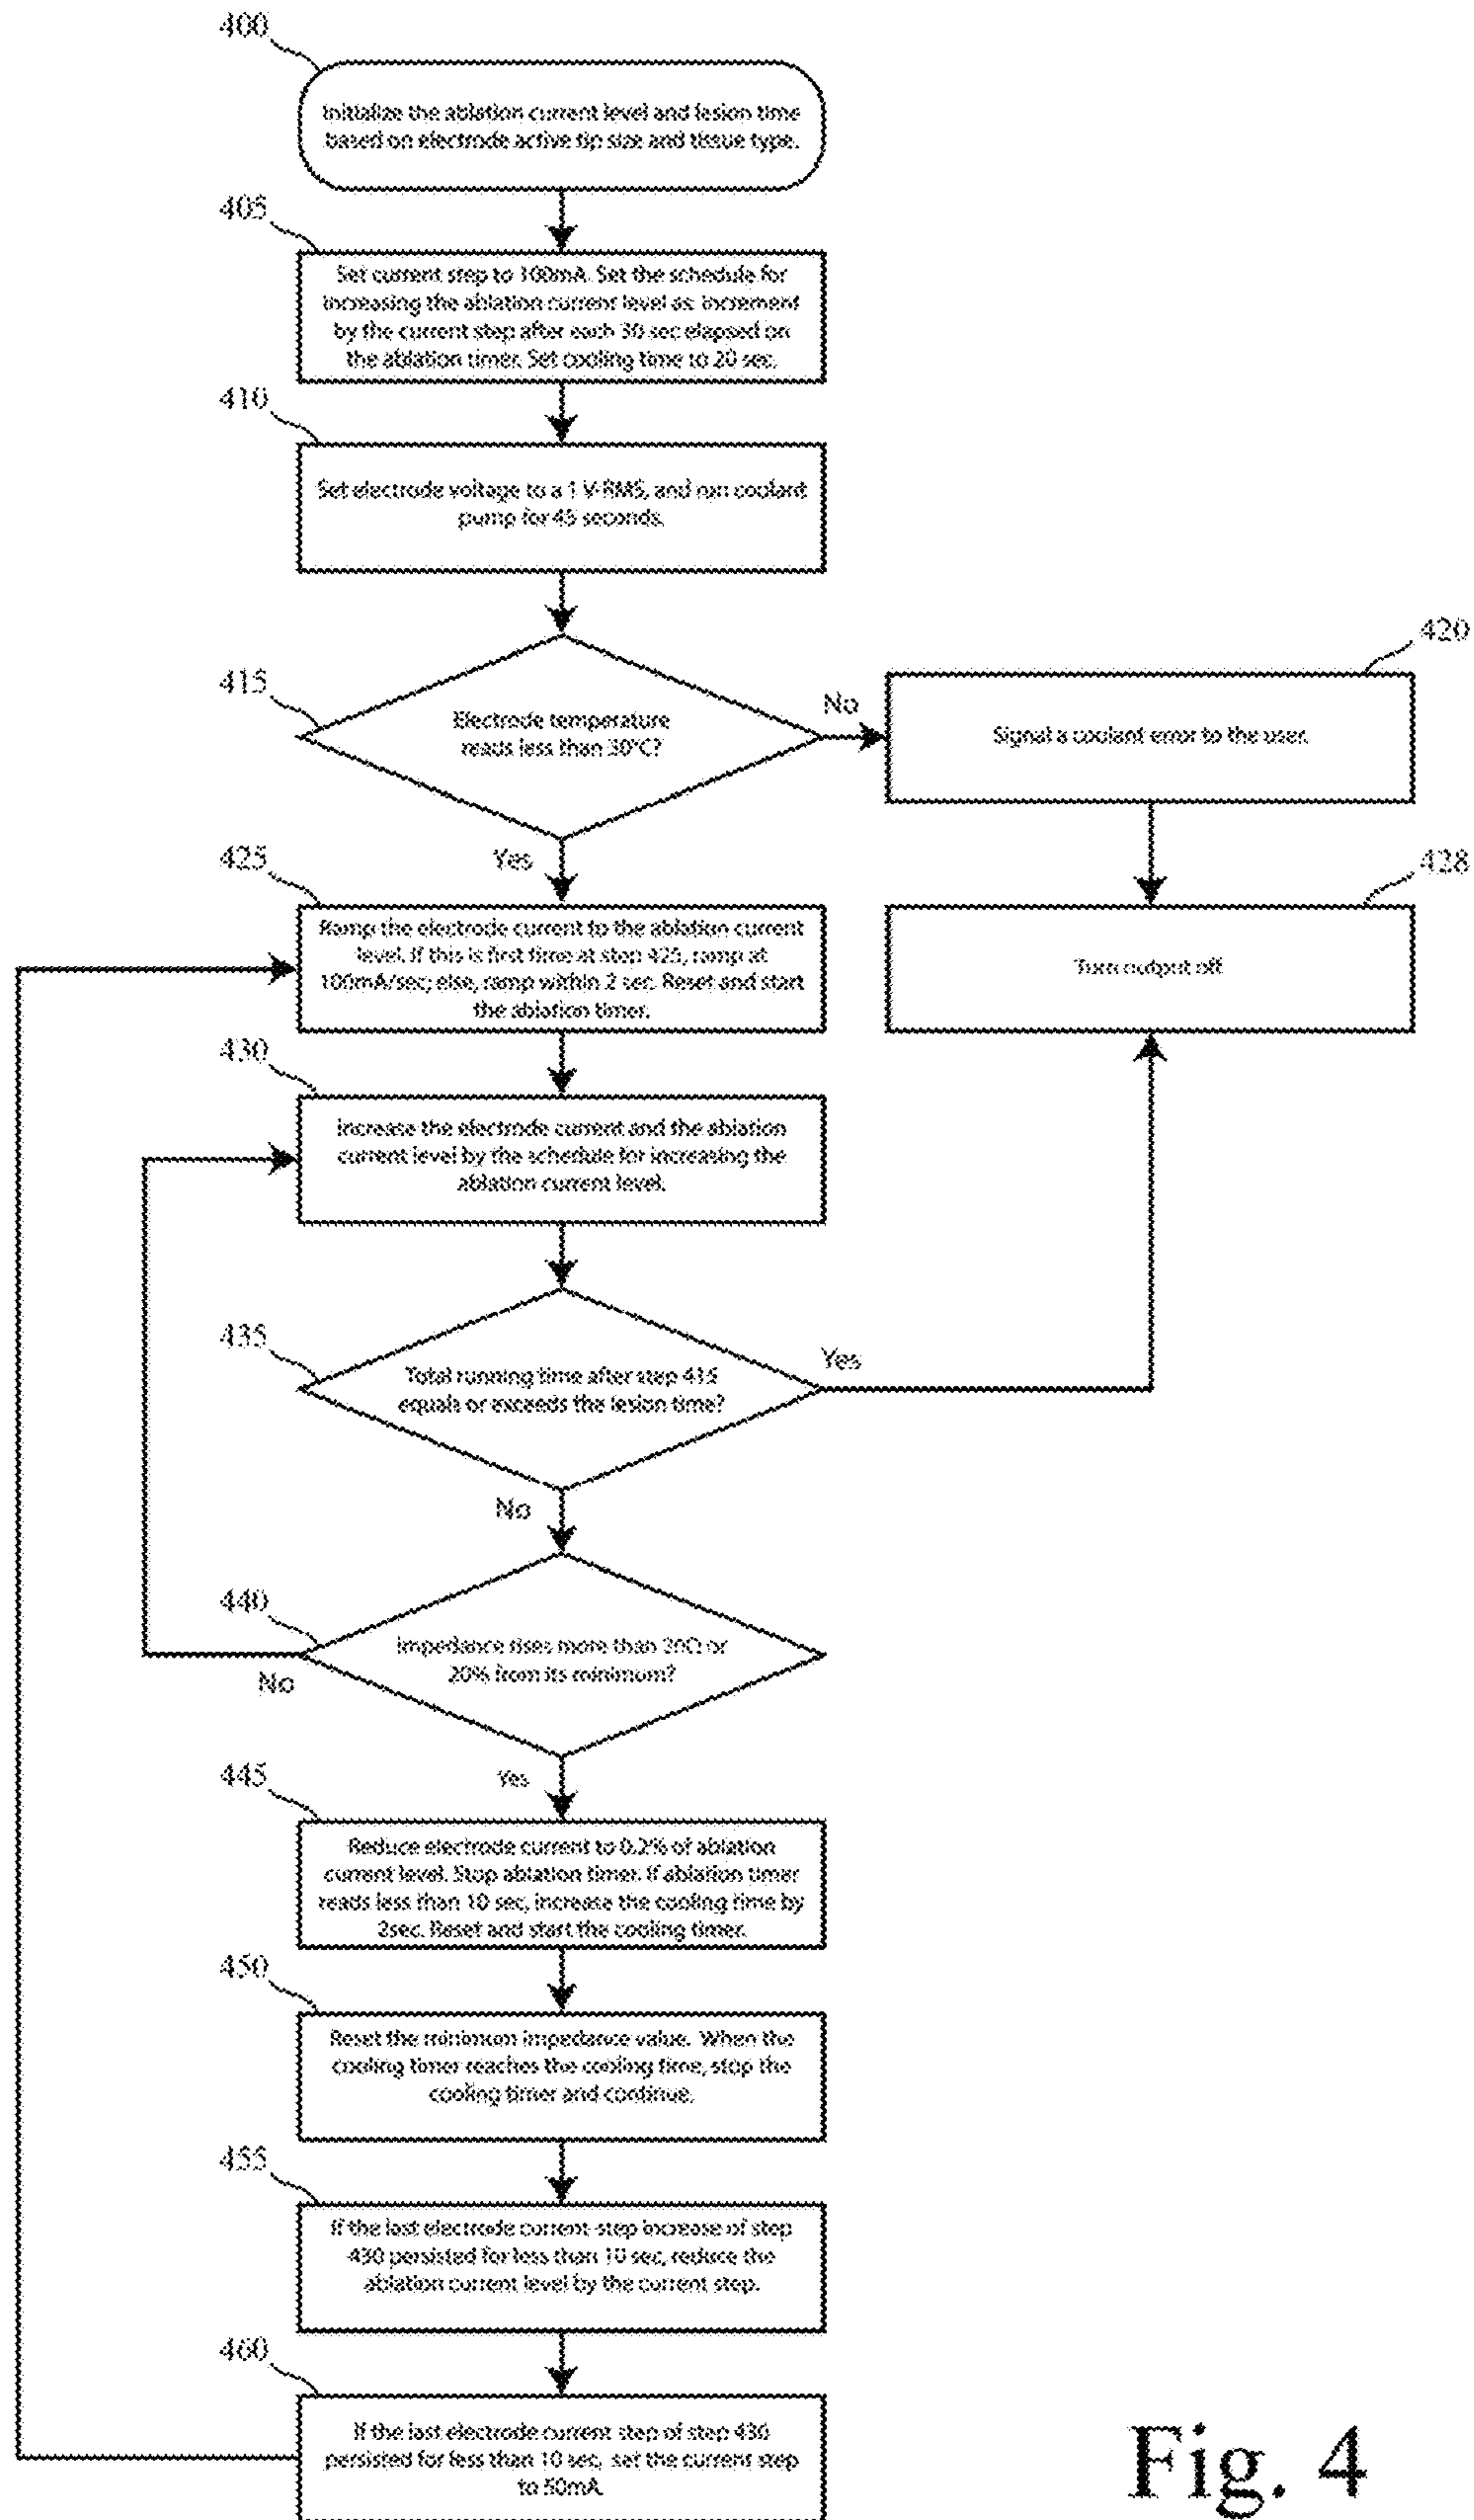 400
Initialize the ablation current level and lesion time
based on electrode active tip size and tissue type.
405
Set current step to 100mA. Set the schedule for
increasing the ablation current level as: increment
by the current step after each 30 sec elapsed on
the ablation timer. Set cooling time to 20 sec.
410
Set electrode voltage to a 1 V-RMS, and run coolant
pump for 45 seconds.
415
Electrode temperature
reads less than 30°C?
No
420
Signal a coolant error to the user.
Yes
425
Ramp the electrode current to the ablation current
level. If this is first time at step 425, ramp at
100mA/sec; else, ramp within 2 sec. Reset and start
the ablation timer.
428
Turn output off
430
Increase the electrode current and the ablation
current level by the schedule for increasing the
ablation current level.
435
Total running time after step 415
equals or exceeds the lesion time?
Yes
No
440
Impedance rises more than Ω or
20% from its minimum?
No
Yes
445
Reduce electrode current to 0.2% of ablation
current level. Stop ablation timer. If ablation timer
reads less than 10 sec, increase the cooling time by
2sec. Reset and start the cooling timer.
450
Reset the minimum impedance value. When the
cooling timer reaches the cooling time, stop the
cooling timer and continue.
455
If the last electrode current-step increase of step
430 persisted for less than 10 sec, reduce the
ablation current level by the current step.
460
If the last electrode current step of step 430
persisted for less than 10 sec, set the current step
to 50mA.
Fig. 4